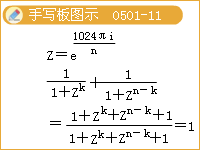 手写板图示 0501-11
z=e^(1024πi/n)
1/(1+z^k)+1/(1+z^(n-k))
=(1+z^k+z^(n-k)+1)/(1+z^k+z^(n-k)+1)=1